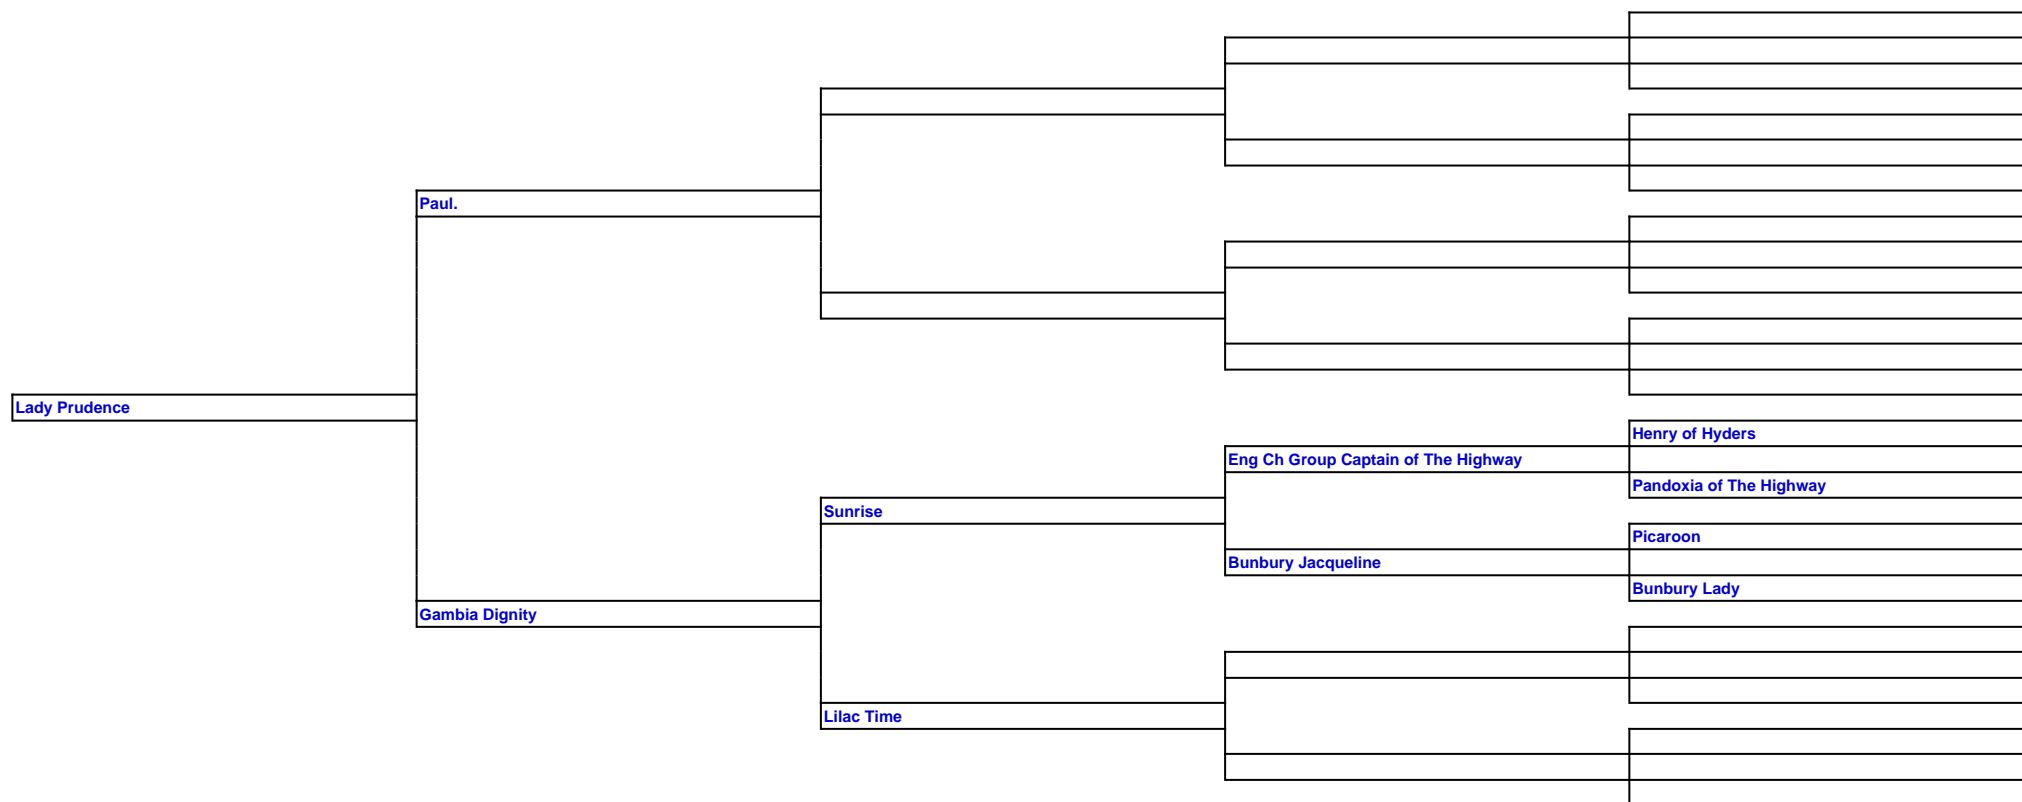 Paul.
Lady Prudence
Henry of Hyders
Eng Ch Group Captain of The Highway
Pandoxia of The Highway
Sunrise
Picaroon
Bunbury Jacqueline
Bunbury Lady
Gambia Dignity
Lilac Time